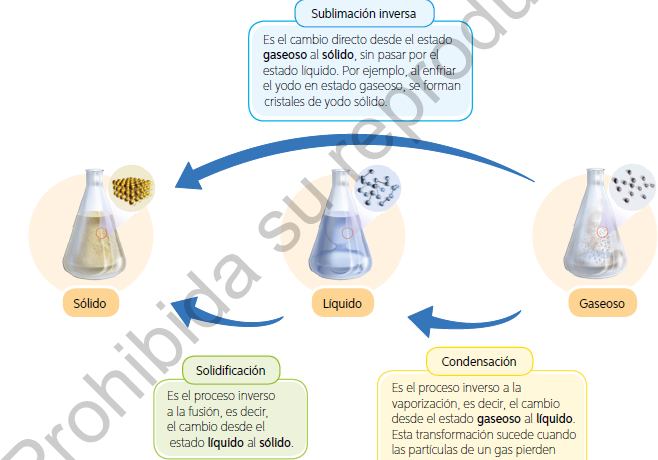 Sublimación inversa
Es el cambio directo desde el estado
gaseoso al sólido, sin pasar por el
estado líquido. Por ejemplo, al enfriar
el yodo en estado gaseoso, se forman
cristales de yodo sólido.
Sólido
Líquido
Gaseoso
Solidificación
Es el proceso inverso
a la fusión, es decir,
el cambio desde el
estado líquido al sólido.
Condensación
Es el proceso inverso a la
vaporización, es decir, el cambio
desde el estado gaseoso al líquido.
Esta transformación sucede cuando
las partículas de un gas pierden
Prohibida su reprodu